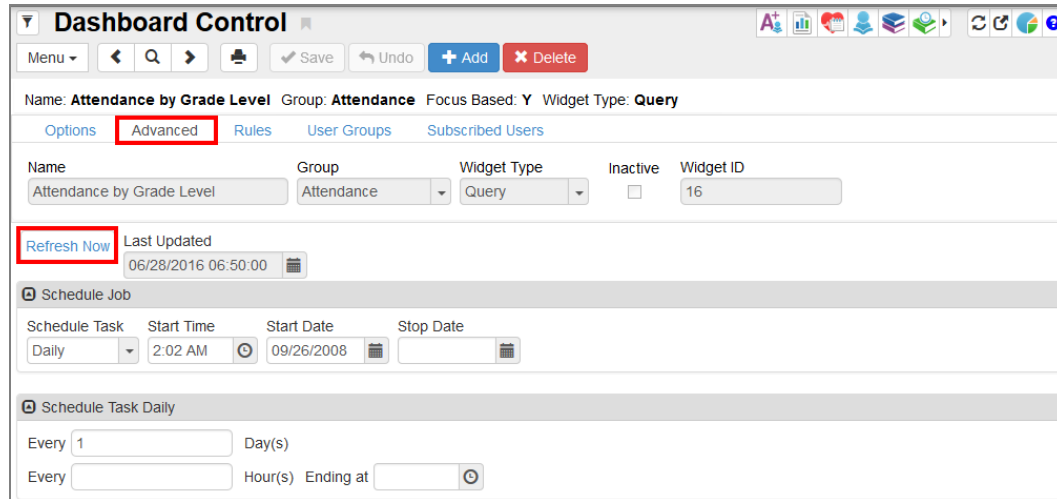 Dashboard Control
Menu Save Undo Add Delete
Name: Attendance by Grade Level Group: Attendance Focus Based: Y Widget Type: Query
Options Advanced Rules User Groups Subscribed Users
Name Group Widget Type Inactive Widget ID
Attendance by Grade Level Attendance Query 16
Refresh Now Last Updated
06/28/2016 06:50:00
Schedule Job
Schedule Task Start Time Start Date Stop Date
Daily 2:02 AM 09/26/2008
Schedule Task Daily
Every 1 Day(s)
Every Hour(s) Ending at